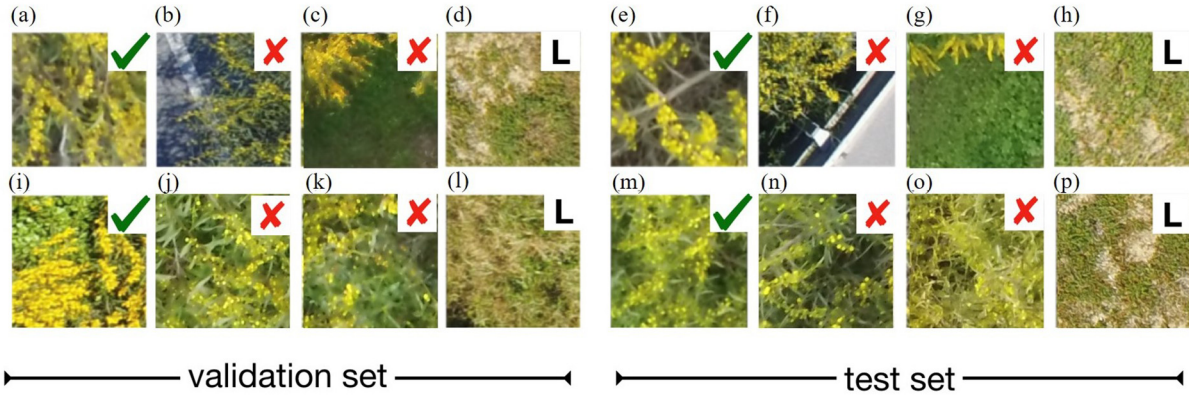 (a) (b) (c) (d) (e) (f) (g) (h)
L L
(i) (j) (k) (l) (m) (n) (o) (p)
L L
validation set test set